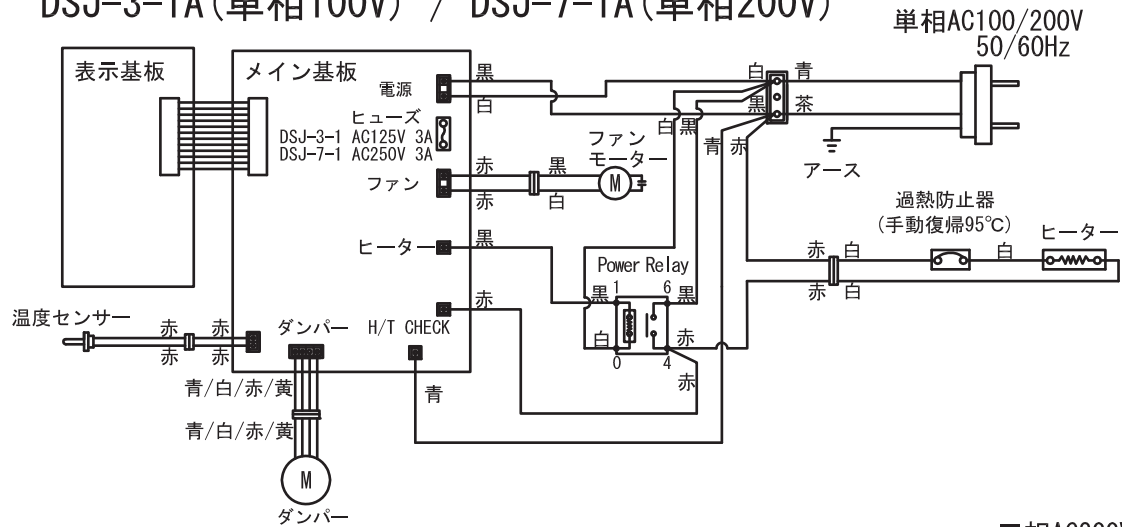 DSJ-3-1A(単相100V) / DSJ-7-1A(単相200V)
単相AC100/200V
50/60Hz
表示基板
メイン基板
電源
黒
白
白
青
黒
茶
ヒューズ
DSJ-3-1 AC125V 3A
DSJ-7-1 AC250V 3A
白
黒
青
赤
アース
ファン
モーター
ファン
赤
赤
黒
白
M
過熱防止器
(手動復帰95℃)
ヒーター
ヒーター
黒
赤
白
白
赤
白
Power Relay
1
6
黒
黒
白
赤
0
4
赤
赤
H/T CHECK
青
温度センサー
赤
赤
赤
赤
ダンパー
青/白/赤/黄
青/白/赤/黄
M
ダンパー